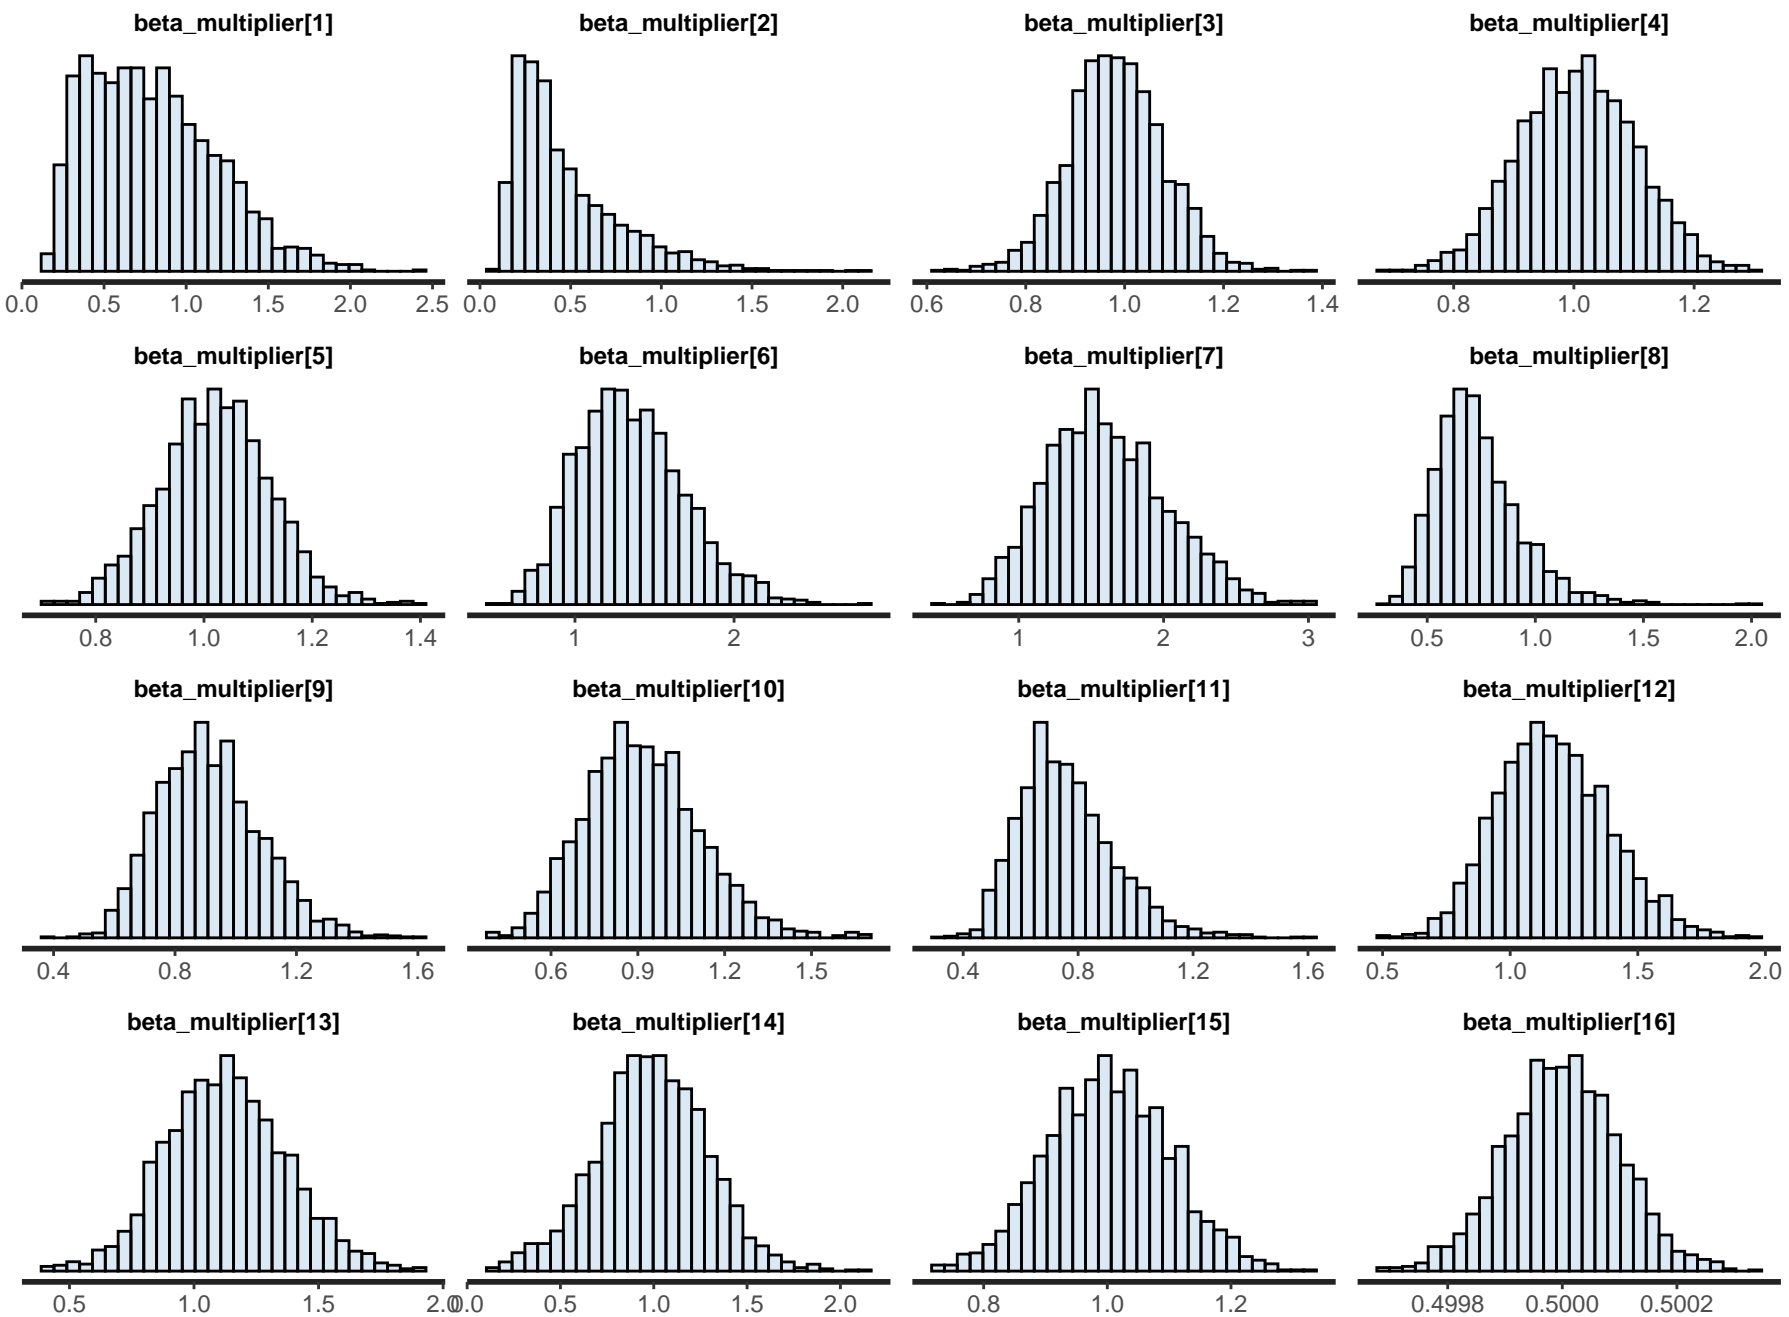 beta_multiplier[1] beta_multiplier[2] beta_multiplier[3] beta_multiplier[4]
0.0 0.5 1.0 1.5 2.0 2.5 0.0 0.5 1.0 1.5 2.0 0.6 0.8 1.0 1.2 1.4 0.8 1.0 1.2
beta_multiplier[5] beta_multiplier[6] beta_multiplier[7] beta_multiplier[8]
0.8 1.0 1.2 1.4 1 2 1 2 3 0.5 1.0 1.5 2.0
beta_multiplier[9] beta_multiplier[10] beta_multiplier[11] beta_multiplier[12]
0.4 0.8 1.2 1.6 0.6 0.9 1.2 1.5 0.4 0.8 1.2 1.6 0.5 1.0 1.5 2.0
beta_multiplier[13] beta_multiplier[14] beta_multiplier[15] beta_multiplier[16]
0.5 1.0 1.5 2.0 0.0 0.5 1.0 1.5 2.0 0.8 1.0 1.2 0.4998 0.5000 0.5002